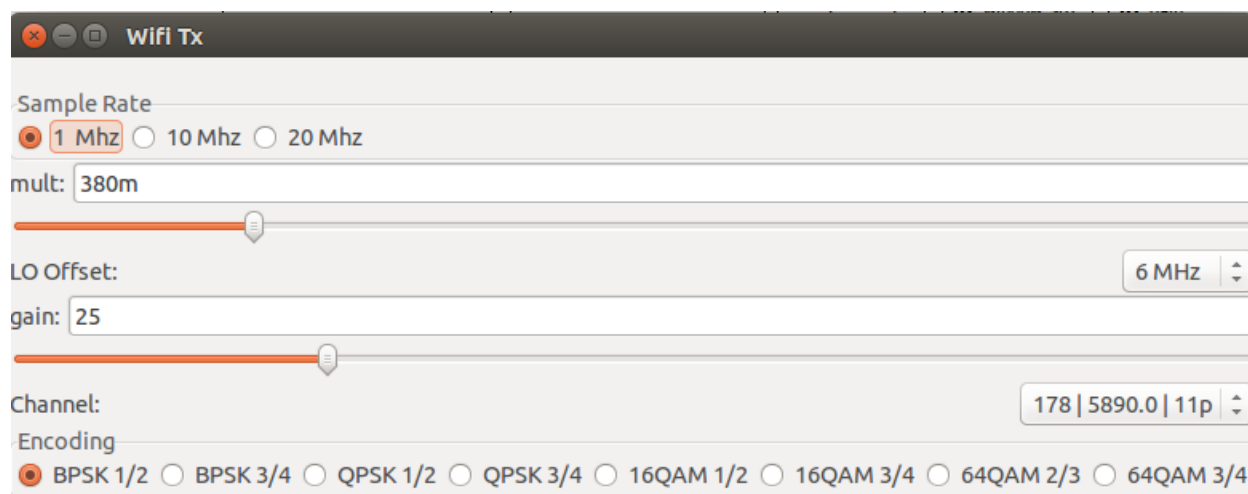 Wifi Tx
Sample Rate
1 Mhz 10 Mhz 20 Mhz
mult: 380m
LO Offset: 6 MHz
gain: 25
Channel: 178 | 5890.0 | 11p
Encoding
BPSK 1/2 BPSK 3/4 QPSK 1/2 QPSK 3/4 16QAM 1/2 16QAM 3/4 64QAM 2/3 64QAM 3/4